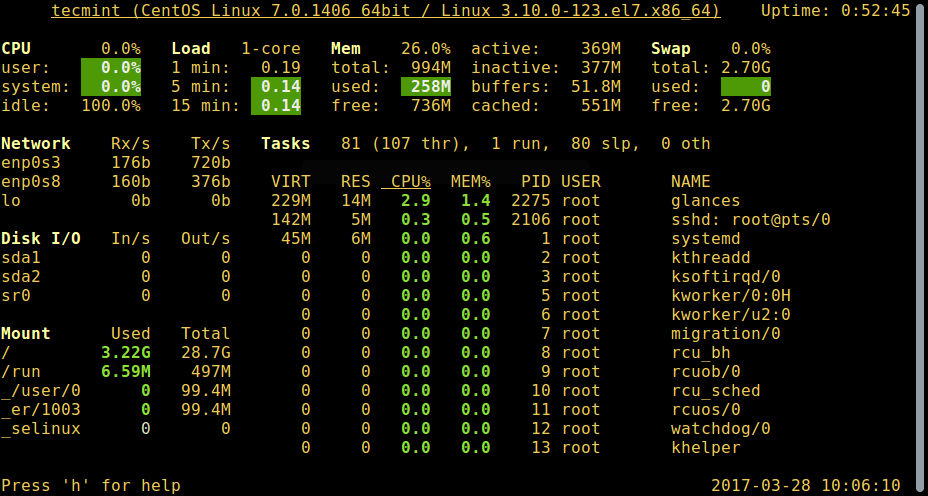 tecmint (CentOS Linux 7.0.1406 64bit / Linux 3.10.0-123.el7.x86_64) Uptime: 0:52:45
CPU 0.0% Load 1-core Mem 26.0% active: 369M Swap 0.0%
user: 0.0% 1 min: 0.19 total: 994M inactive: 377M total: 2.70G
system: 0.0% 5 min: 0.14 used: 258M buffers: 51.8M used: 0
idle: 100.0% 15 min: 0.14 free: 736M cached: 551M free: 2.70G
Network Rx/s Tx/s Tasks 81 (107 thr), 1 run, 80 slp, 0 oth
enp0s3 176b 720b
enp0s8 160b 376b VIRT RES CPU% MEM% PID USER NAME
lo 0b 0b 229M 14M 2.9 1.4 2275 root glances
142M 5M 0.3 0.5 2106 root sshd: root@pts/0
Disk I/O In/s Out/s 45M 6M 0.0 0.6 1 root systemd
sda1 0 0 0 0 0.0 0.0 2 root kthreadd
sda2 0 0 0 0 0.0 0.0 3 root ksoftirqd/0
sr0 0 0 0 0 0.0 0.0 5 root kworker/0:0H
0 0 0.0 0.0 6 root kworker/u2:0
Mount Used Total 0 0 0.0 0.0 7 root migration/0
/ 3.22G 28.7G 0 0 0.0 0.0 8 root rcu_bh
/run 6.59M 497M 0 0 0.0 0.0 9 root rcuob/0
_/user/0 0 99.4M 0 0 0.0 0.0 10 root rcu_sched
_er/1003 0 99.4M 0 0 0.0 0.0 11 root rcuos/0
_selinux 0 0 0 0 0.0 0.0 12 root watchdog/0
0 0 0.0 0.0 13 root khelper
Press 'h' for help 2017-03-28 10:06:10